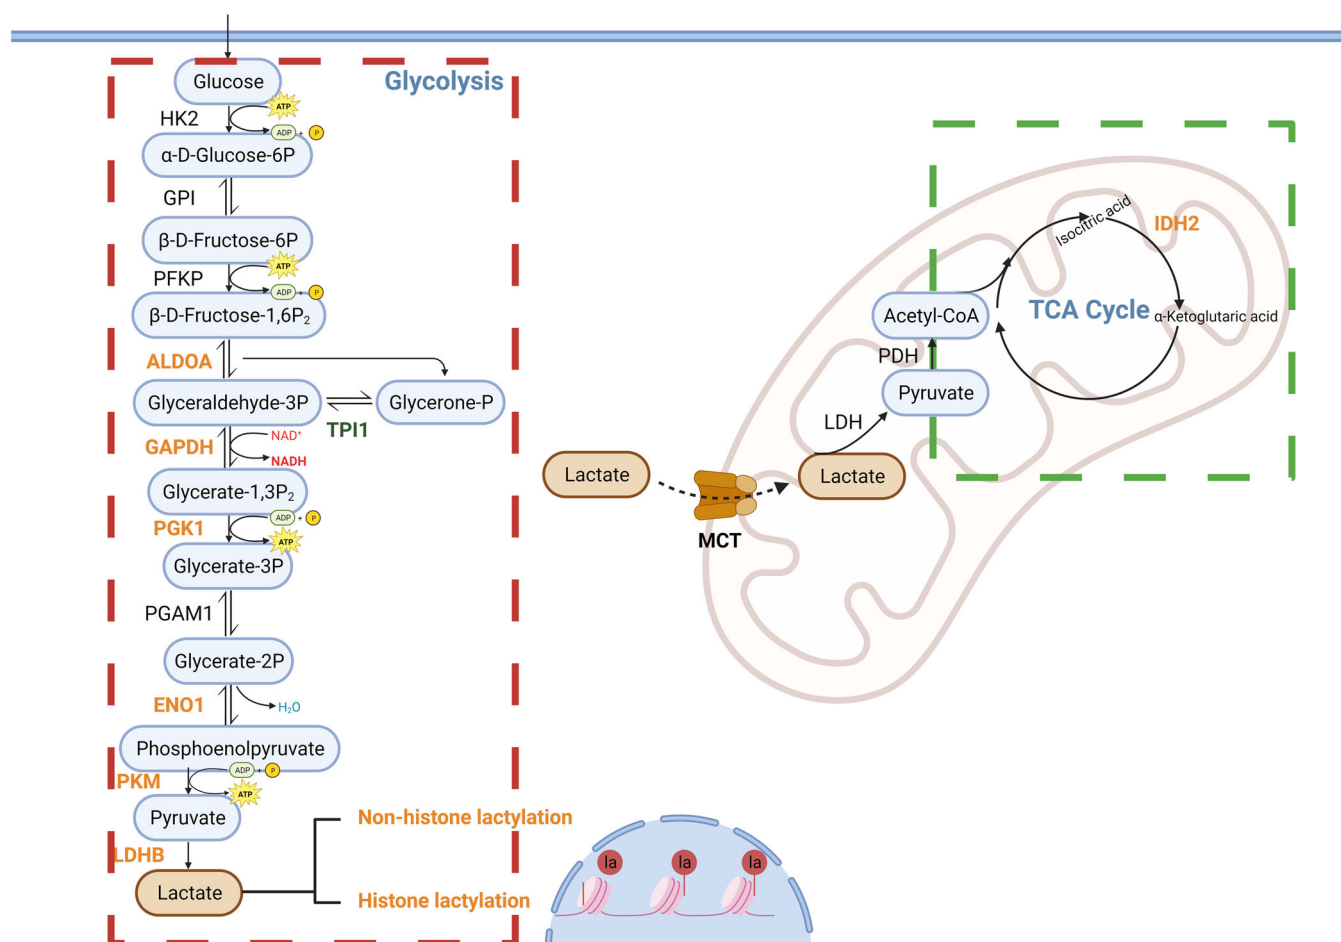 Glycolysis
Glucose
ATP
HK2
ADP + P
α-D-Glucose-6P
GPI
β-D-Fructose-6P
ATP
PFKP
ADP + P
β-D-Fructose-1,6P₂
ALDOA
Glyceraldehyde-3P
Glycerone-P
TPI1
GAPDH
NAD⁺
NADH
Glycerate-1,3P₂
ADP + P
PGK1
ATP
Glycerate-3P
PGAM1
Glycerate-2P
ENO1
H₂O
Phosphoenolpyruvate
ADP + P
PKM
ATP
Pyruvate
LDHB
Lactate
Non-histone lactylation
Histone lactylation
la
la
la
Lactate
MCT
Lactate
LDH
Pyruvate
PDH
Acetyl-CoA
TCA Cycle
Isocitric acid
IDH2
α-Ketoglutaric acid